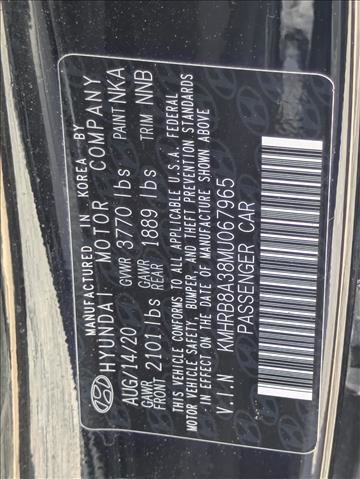 MANUFACTURED IN KOREA BY
HYUNDAI MOTOR COMPANY
AUG/14/20 GVWR 3770 lbs PAINT NKA
GAWR FRONT 2101 lbs GAWR REAR 1889 lbs TRIM NNB
THIS VEHICLE CONFORMS TO ALL APPLICABLE U.S.A. FEDERAL
MOTOR VEHICLE SAFETY, BUMPER, AND THEFT PREVENTION STANDARDS
IN EFFECT ON THE DATE OF MANUFACTURE SHOWN ABOVE
V.I.N KMHRB8A38MU067965
PASSENGER CAR